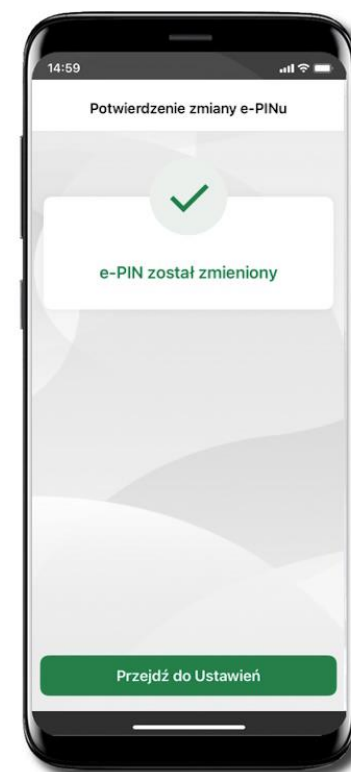 14:59
Potwierdzenie zmiany e-PINu
e-PIN został zmieniony
Przejdź do Ustawień